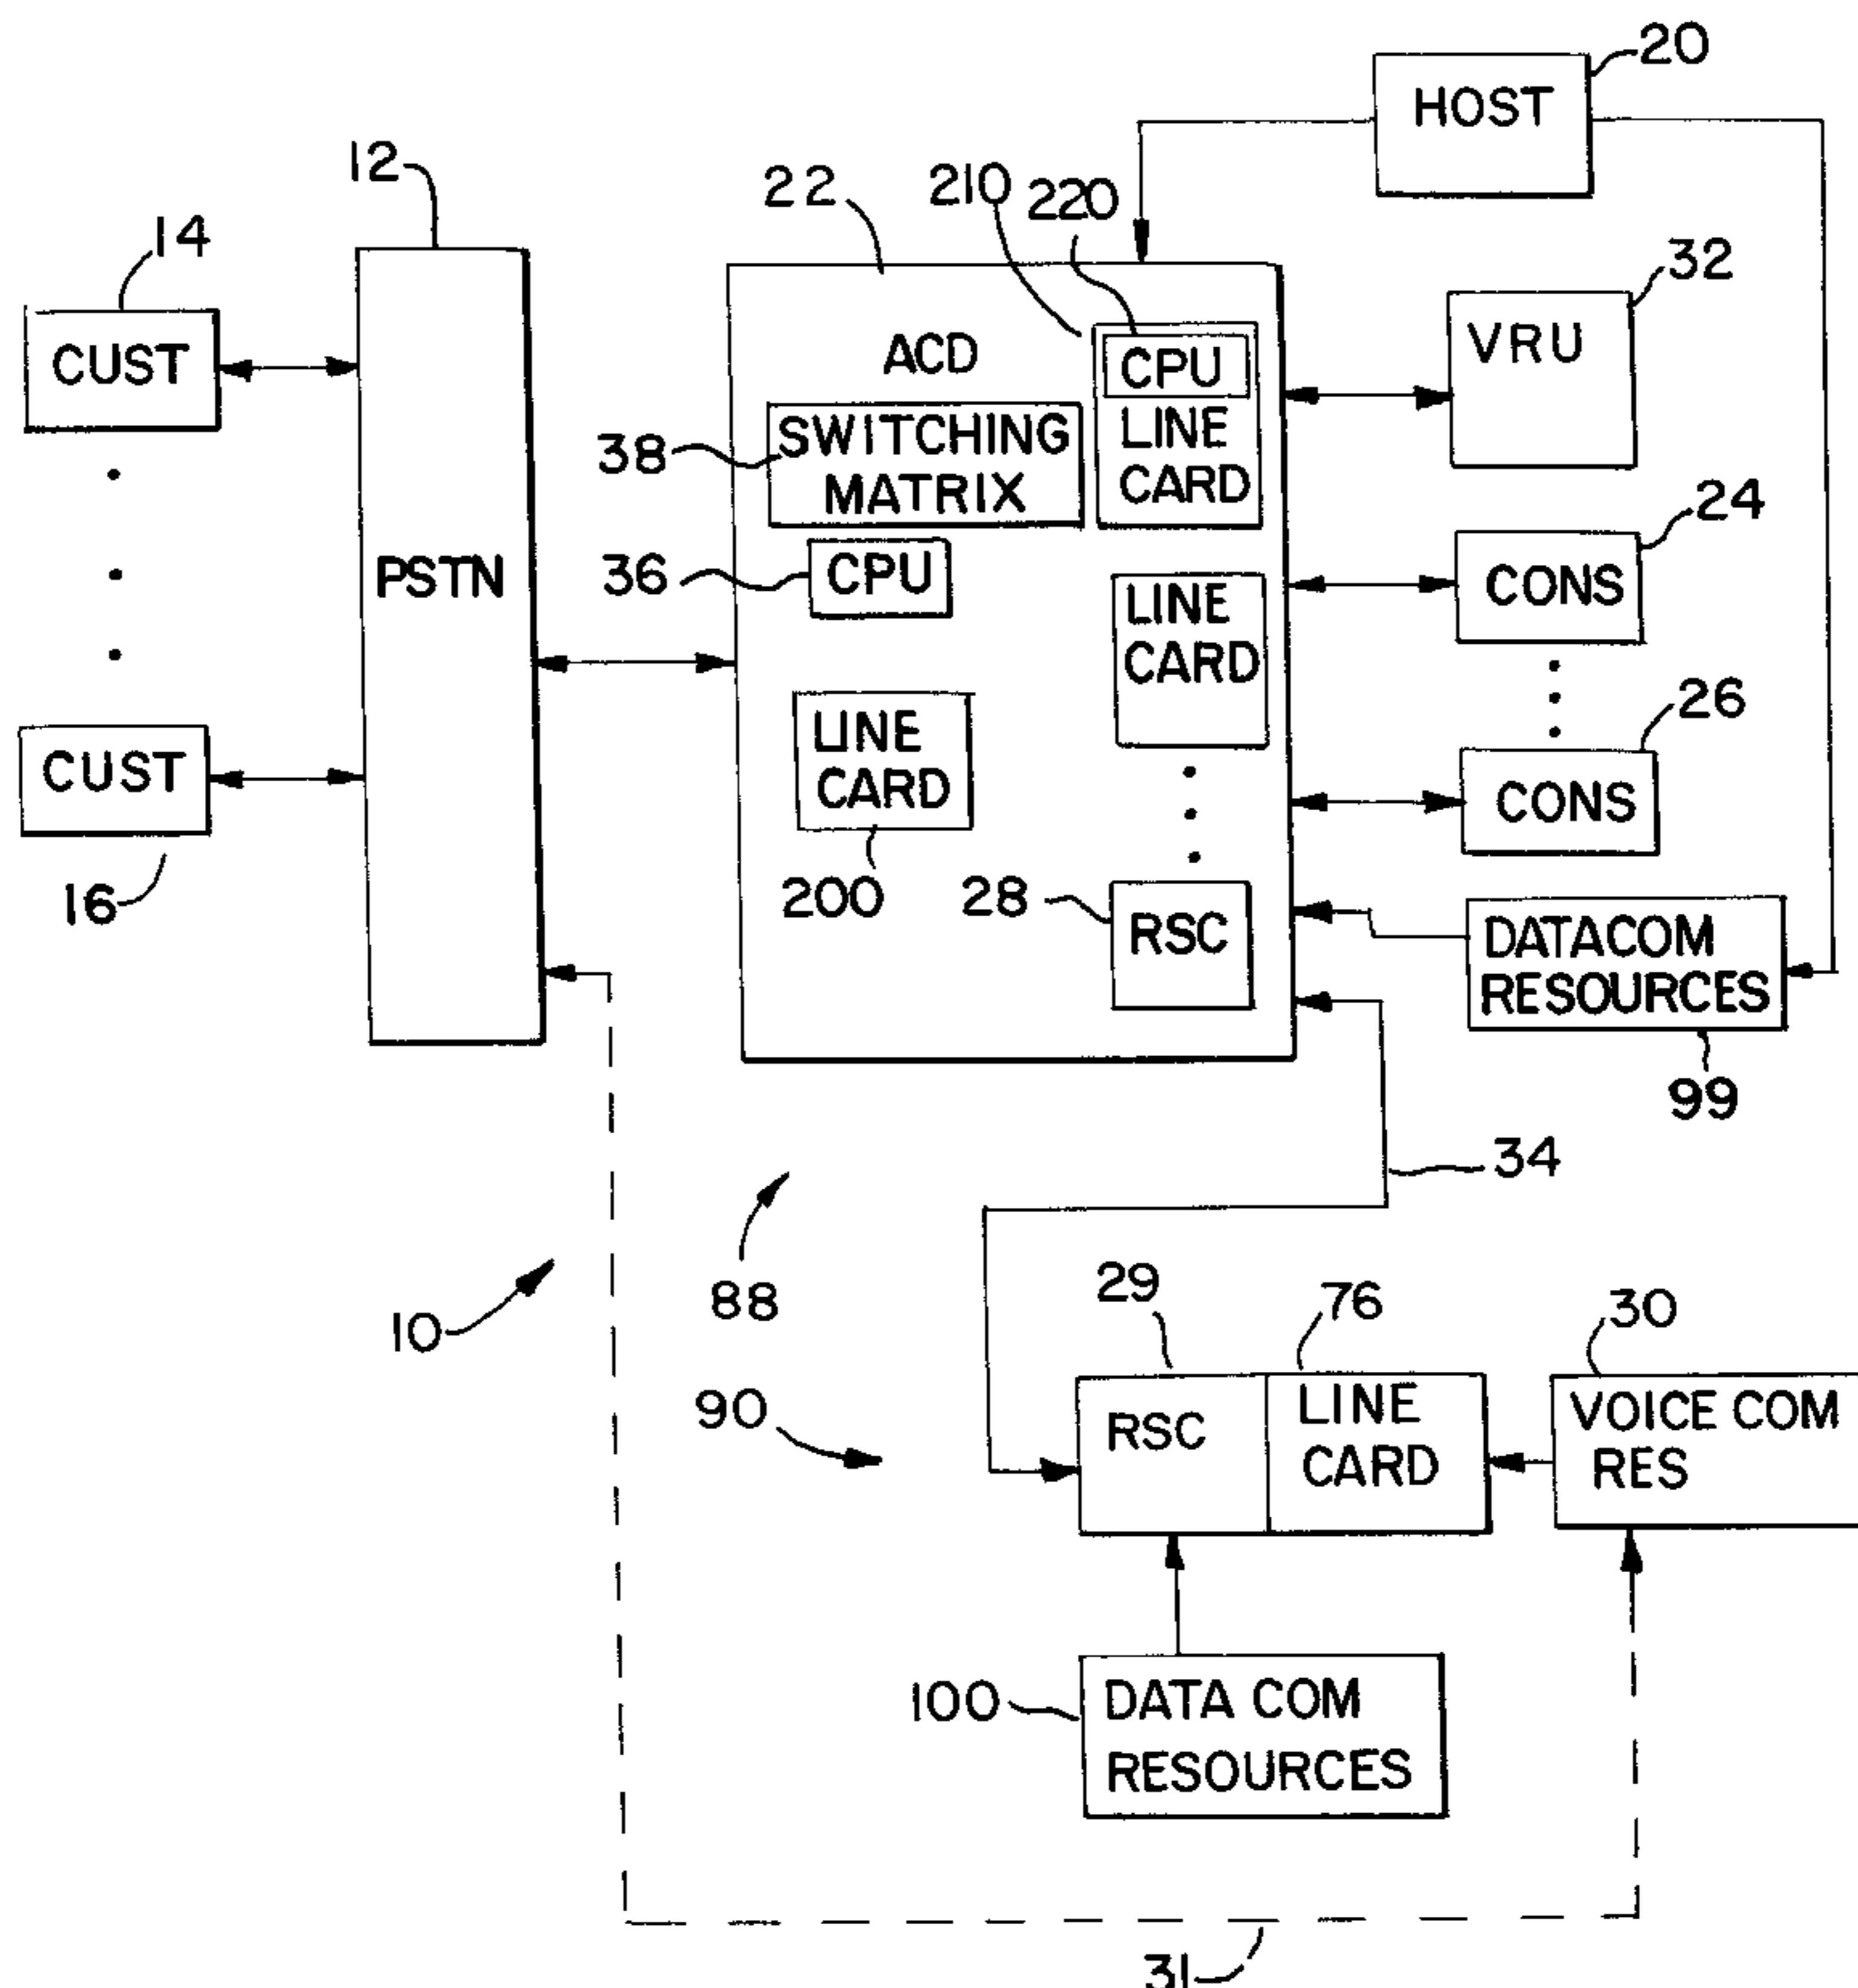 20
HOST
12
22
210
220
14
32
CUST
ACD
CPU
VRU
38
SWITCHING
MATRIX
LINE
CARD
24
PSTN
36
CPU
LINE
CARD
CONS
26
CUST
LINE
CARD
CONS
16
200
28
RSC
DATACOM
RESOURCES
99
34
88
10
29
76
30
90
RSC
LINE
CARD
VOICE COM
RES
100
DATA COM
RESOURCES
31